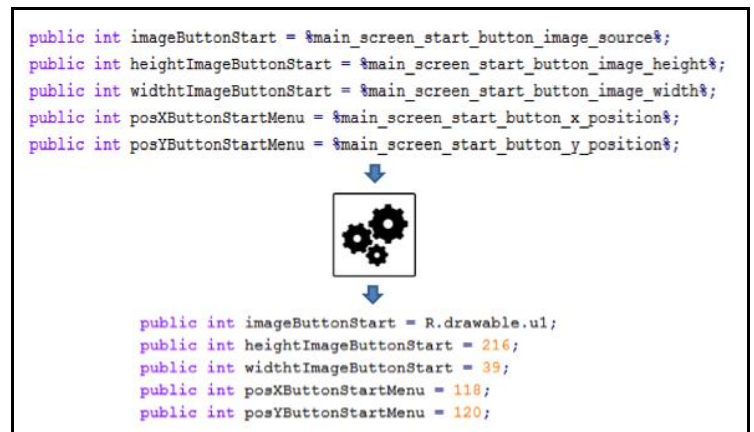 public int imageButtonStart = %main_screen_start_button_image_source%;
public int heightImageButtonStart = %main_screen_start_button_image_height%;
public int widthtImageButtonStart = %main_screen_start_button_image_width%;
public int posXButtonStartMenu = %main_screen_start_button_x_position%;
public int posYButtonStartMenu = %main_screen_start_button_y_position%;
public int imageButtonStart = R.drawable.u1;
public int heightImageButtonStart = 216;
public int widthtImageButtonStart = 39;
public int posXButtonStartMenu = 118;
public int posYButtonStartMenu = 120;